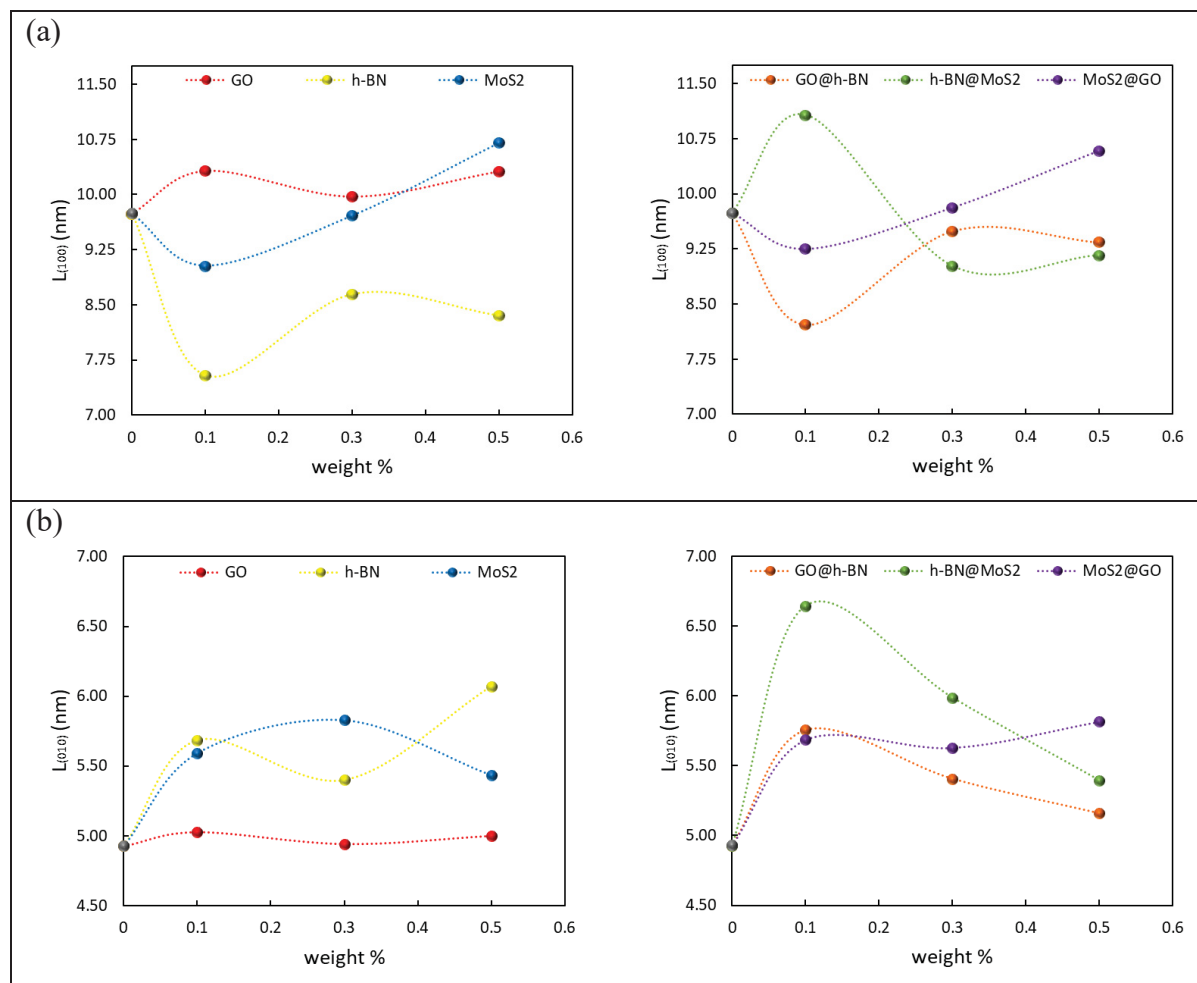 (a)
GO h-BN MoS2
11.50
10.75
10.00
9.25
8.50
7.75
7.00
L(100) (nm)
0 0.1 0.2 0.3 0.4 0.5 0.6
weight %
GO@h-BN h-BN@MoS2 MoS2@GO
11.50
10.75
10.00
9.25
8.50
7.75
7.00
L(100) (nm)
0 0.1 0.2 0.3 0.4 0.5 0.6
weight %
(b)
GO h-BN MoS2
7.00
6.50
6.00
5.50
5.00
4.50
L(010) (nm)
0 0.1 0.2 0.3 0.4 0.5 0.6
weight %
GO@h-BN h-BN@MoS2 MoS2@GO
7.00
6.50
6.00
5.50
5.00
4.50
L(010) (nm)
0 0.1 0.2 0.3 0.4 0.5 0.6
weight %